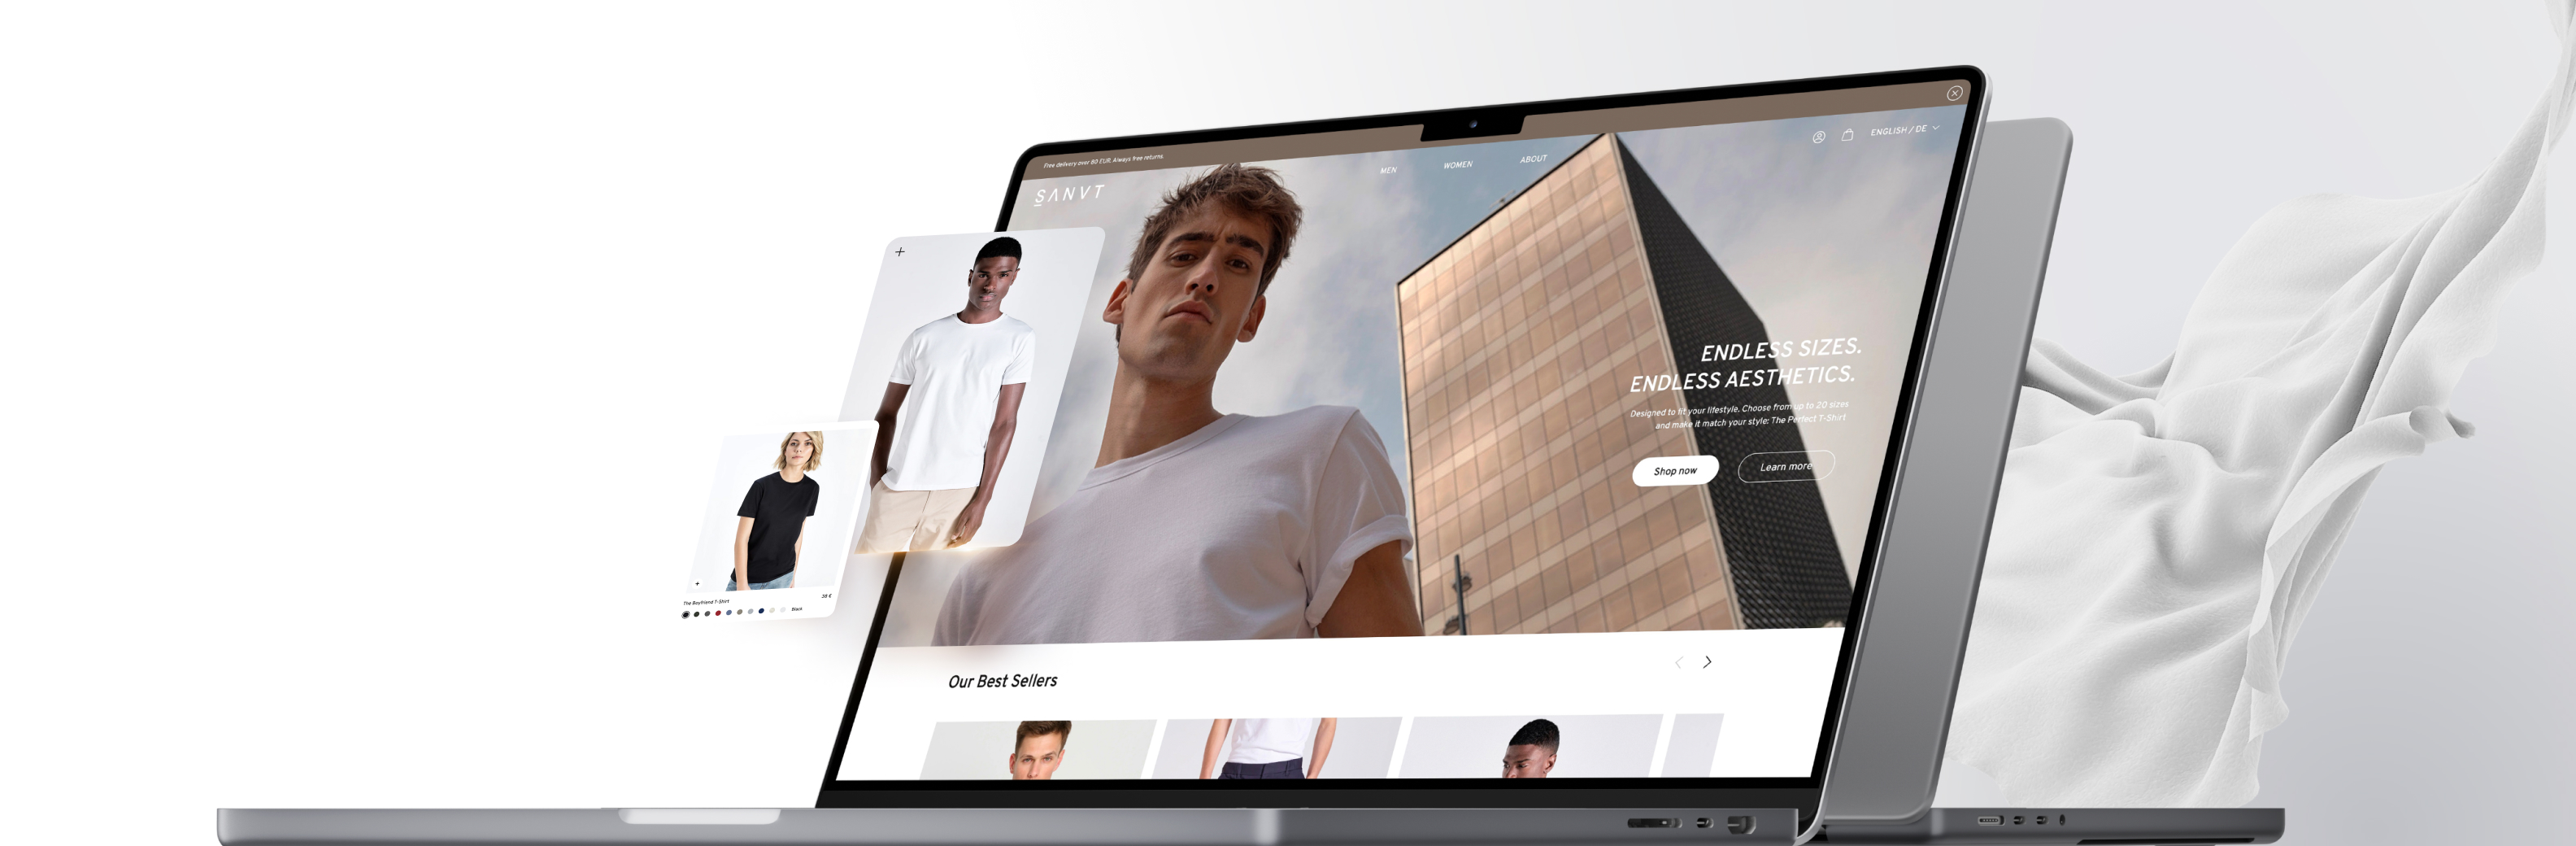 Free delivery over 80 EUR. Always free returns.
SANVT
MEN
WOMEN
ABOUT
ENGLISH / DE
ENDLESS SIZES.
ENDLESS AESTHETICS.
Designed to fit your lifestyle. Choose from up to 20 sizes
and make it match your style: The Perfect T-Shirt
Shop now
Learn more
The Boyfriend T-Shirt
38 €
Black
Our Best Sellers